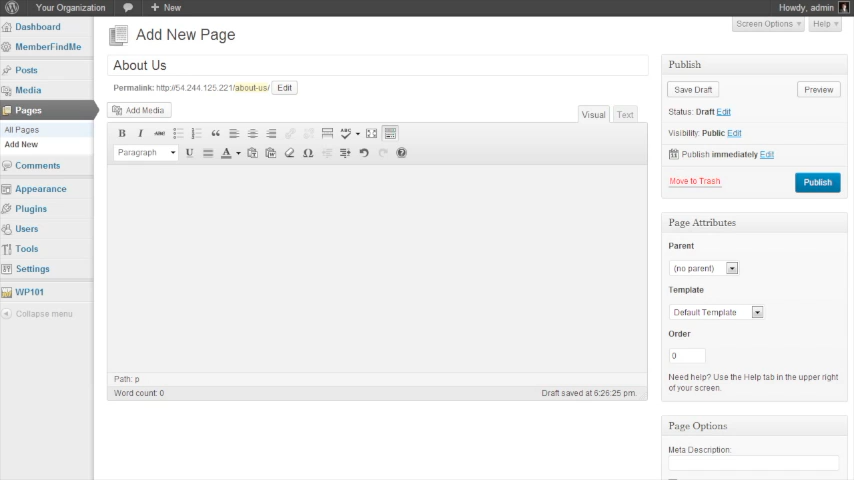 Your Organization
+ New
Howdy, admin
Dashboard
MemberFindMe
Posts
Media
Pages
All Pages
Add New
Comments
Appearance
Plugins
Users
Tools
Settings
WP101
Collapse menu
Screen Options
Help
Add New Page
About Us
Permalink: http://54.244.125.221/about-us/ Edit
Add Media
Visual
Text
B I ABC
ABC
Paragraph
U
A
Ω
Path: p
Word count: 0
Draft saved at 6:26:25 pm.
Publish
Save Draft
Preview
Status: Draft Edit
Visibility: Public Edit
Publish immediately Edit
Move to Trash
Publish
Page Attributes
Parent
(no parent)
Template
Default Template
Order
0
Need help? Use the Help tab in the upper right
of your screen.
Page Options
Meta Description: